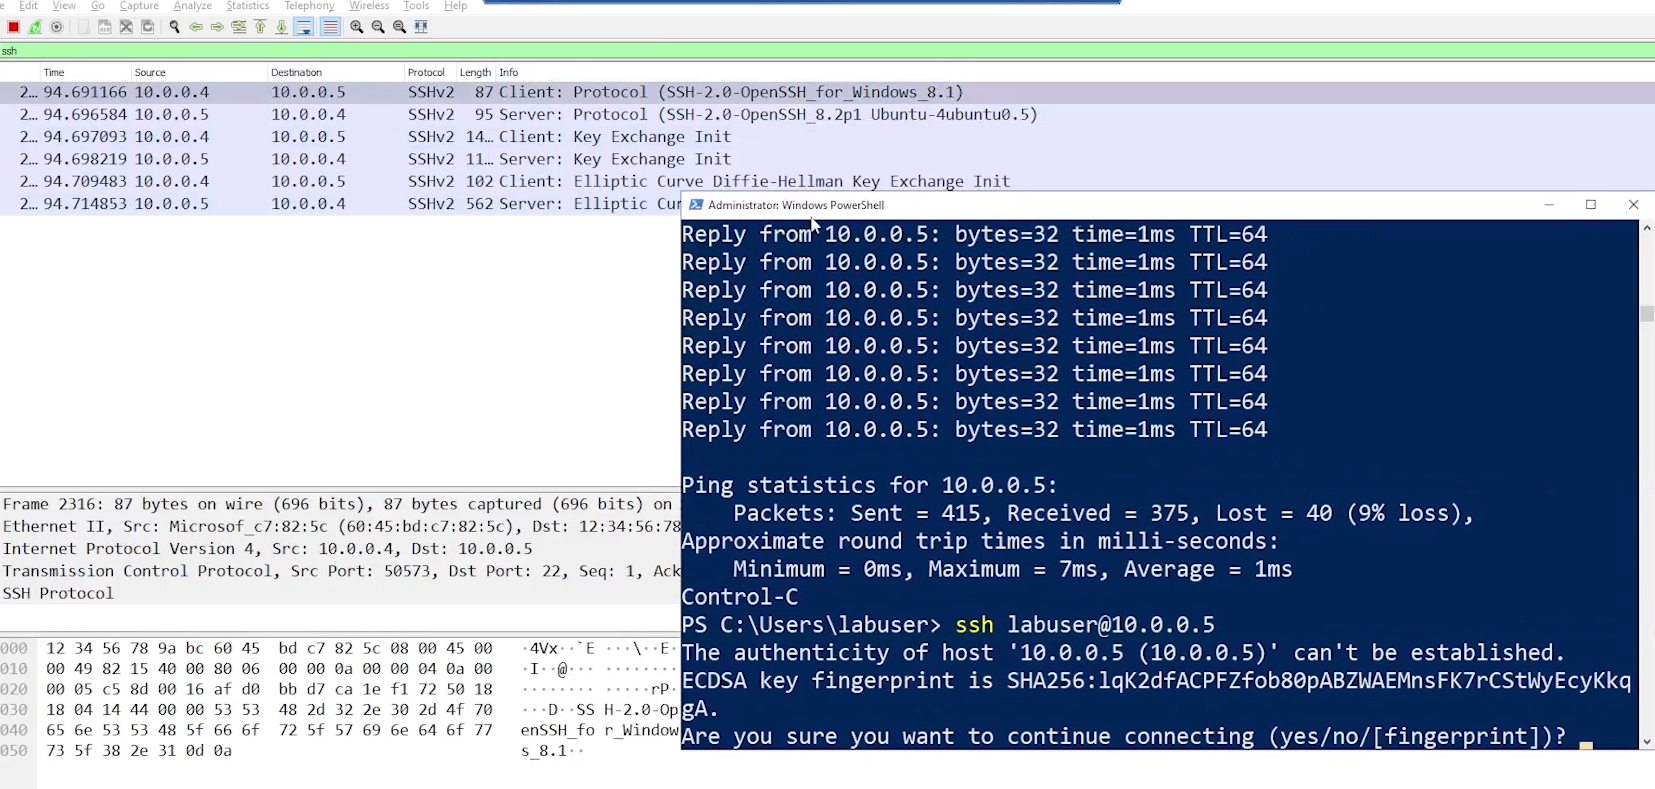 e Edit View Go Capture Analyze Statistics Telephony Wireless Tools Help
ssh
Time Source Destination Protocol Length Info
2… 94.691166 10.0.0.4 10.0.0.5 SSHv2 87 Client: Protocol (SSH-2.0-OpenSSH_for_Windows_8.1)
2… 94.696584 10.0.0.5 10.0.0.4 SSHv2 95 Server: Protocol (SSH-2.0-OpenSSH_8.2p1 Ubuntu-4ubuntu0.5)
2… 94.697093 10.0.0.4 10.0.0.5 SSHv2 14… Client: Key Exchange Init
2… 94.698219 10.0.0.5 10.0.0.4 SSHv2 11… Server: Key Exchange Init
2… 94.709483 10.0.0.4 10.0.0.5 SSHv2 102 Client: Elliptic Curve Diffie-Hellman Key Exchange Init
2… 94.714853 10.0.0.5 10.0.0.4 SSHv2 562 Server: Elliptic Cur
Administrator: Windows PowerShell
Reply from 10.0.0.5: bytes=32 time=1ms TTL=64
Reply from 10.0.0.5: bytes=32 time=1ms TTL=64
Reply from 10.0.0.5: bytes=32 time=1ms TTL=64
Reply from 10.0.0.5: bytes=32 time=1ms TTL=64
Reply from 10.0.0.5: bytes=32 time=1ms TTL=64
Reply from 10.0.0.5: bytes=32 time=1ms TTL=64
Reply from 10.0.0.5: bytes=32 time=1ms TTL=64
Reply from 10.0.0.5: bytes=32 time=1ms TTL=64
Ping statistics for 10.0.0.5:
Packets: Sent = 415, Received = 375, Lost = 40 (9% loss),
Approximate round trip times in milli-seconds:
Minimum = 0ms, Maximum = 7ms, Average = 1ms
Control-C
PS C:\Users\labuser> ssh labuser@10.0.0.5
The authenticity of host '10.0.0.5 (10.0.0.5)' can't be established.
ECDSA key fingerprint is SHA256:lqK2dfACPFZfob80pABZWAEMnsFK7rCStWyEcyKkq
gA.
Are you sure you want to continue connecting (yes/no/[fingerprint])?
Frame 2316: 87 bytes on wire (696 bits), 87 bytes captured (696 bits) on
Ethernet II, Src: Microsof_c7:82:5c (60:45:bd:c7:82:5c), Dst: 12:34:56:78
Internet Protocol Version 4, Src: 10.0.0.4, Dst: 10.0.0.5
Transmission Control Protocol, Src Port: 50573, Dst Port: 22, Seq: 1, Ack
SSH Protocol
000 12 34 56 78 9a bc 60 45 bd c7 82 5c 08 00 45 00 ·4Vx··`E ···\··E·
010 00 49 82 15 40 00 80 06 00 00 0a 00 00 04 0a 00 ·I··@··· ········
020 00 05 c5 8d 00 16 af d0 bb d7 ca 1e f1 72 50 18 ········ ·····rP·
030 18 04 14 44 00 00 53 53 48 2d 32 2e 30 2d 4f 70 ···D··SS H-2.0-Op
040 65 6e 53 53 48 5f 66 6f 72 5f 57 69 6e 64 6f 77 enSSH_fo r_Window
050 73 5f 38 2e 31 0d 0a s_8.1··